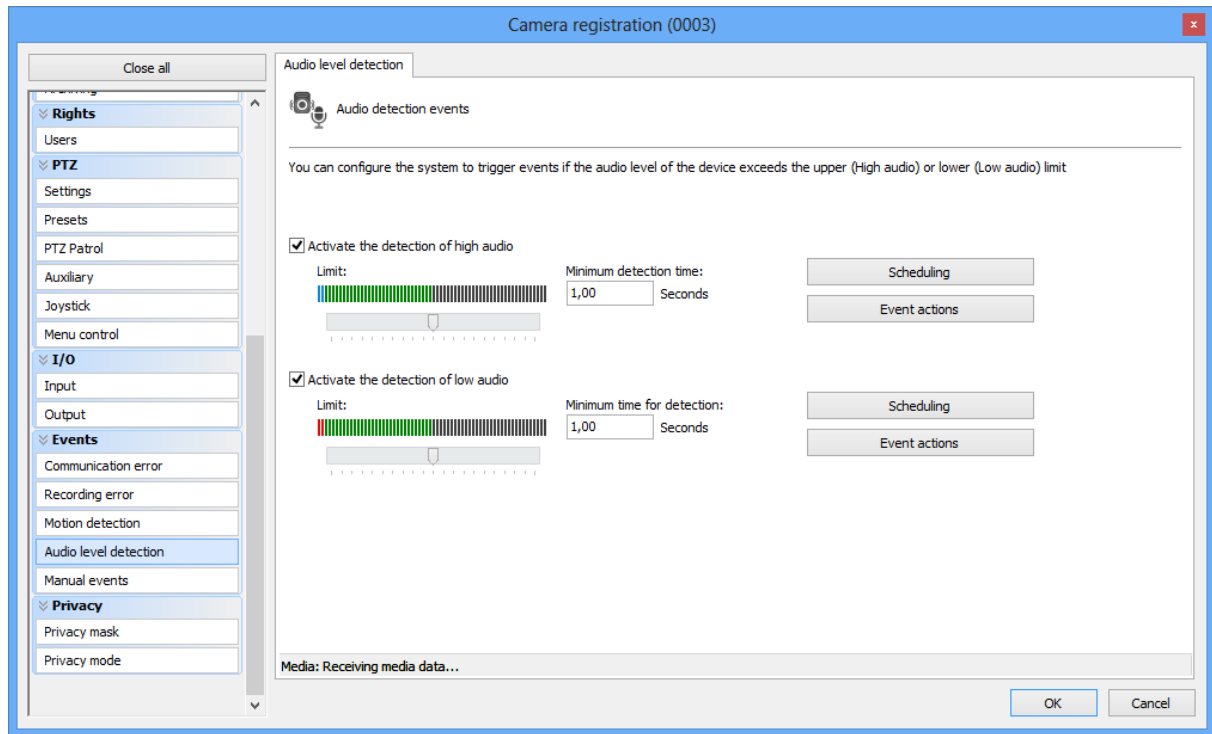 Camera registration (0003)
x
Close all
Rights
Users
PTZ
Settings
Presets
PTZ Patrol
Auxiliary
Joystick
Menu control
I/O
Input
Output
Events
Communication error
Recording error
Motion detection
Audio level detection
Manual events
Privacy
Privacy mask
Privacy mode
Audio level detection
Audio detection events
You can configure the system to trigger events if the audio level of the device exceeds the upper (High audio) or lower (Low audio) limit
Activate the detection of high audio
Limit:
Minimum detection time:
1,00 Seconds
Scheduling
Event actions
Activate the detection of low audio
Limit:
Minimum time for detection:
1,00 Seconds
Scheduling
Event actions
Media: Receiving media data...
OK
Cancel